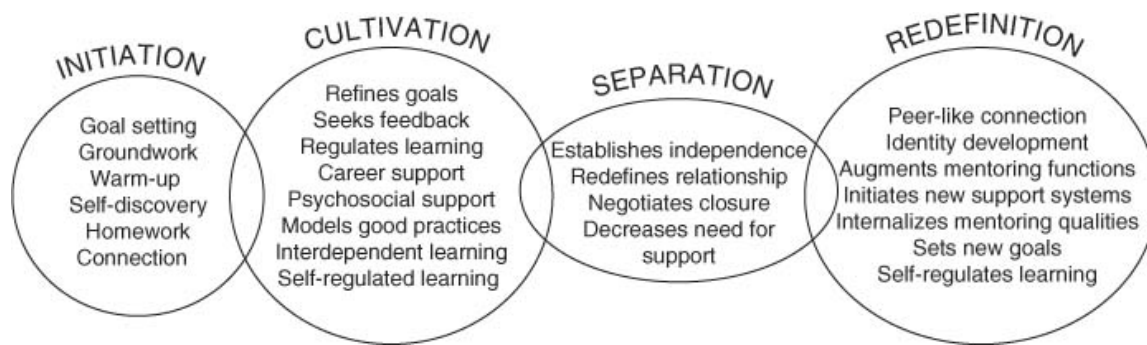 INITIATION
Goal setting
Groundwork
Warm-up
Self-discovery
Homework
Connection
CULTIVATION
Refines goals
Seeks feedback
Regulates learning
Career support
Psychosocial support
Models good practices
Interdependent learning
Self-regulated learning
SEPARATION
Establishes independence
Redefines relationship
Negotiates closure
Decreases need for
support
REDEFINITION
Peer-like connection
Identity development
Augments mentoring functions
Initiates new support systems
Internalizes mentoring qualities
Sets new goals
Self-regulates learning